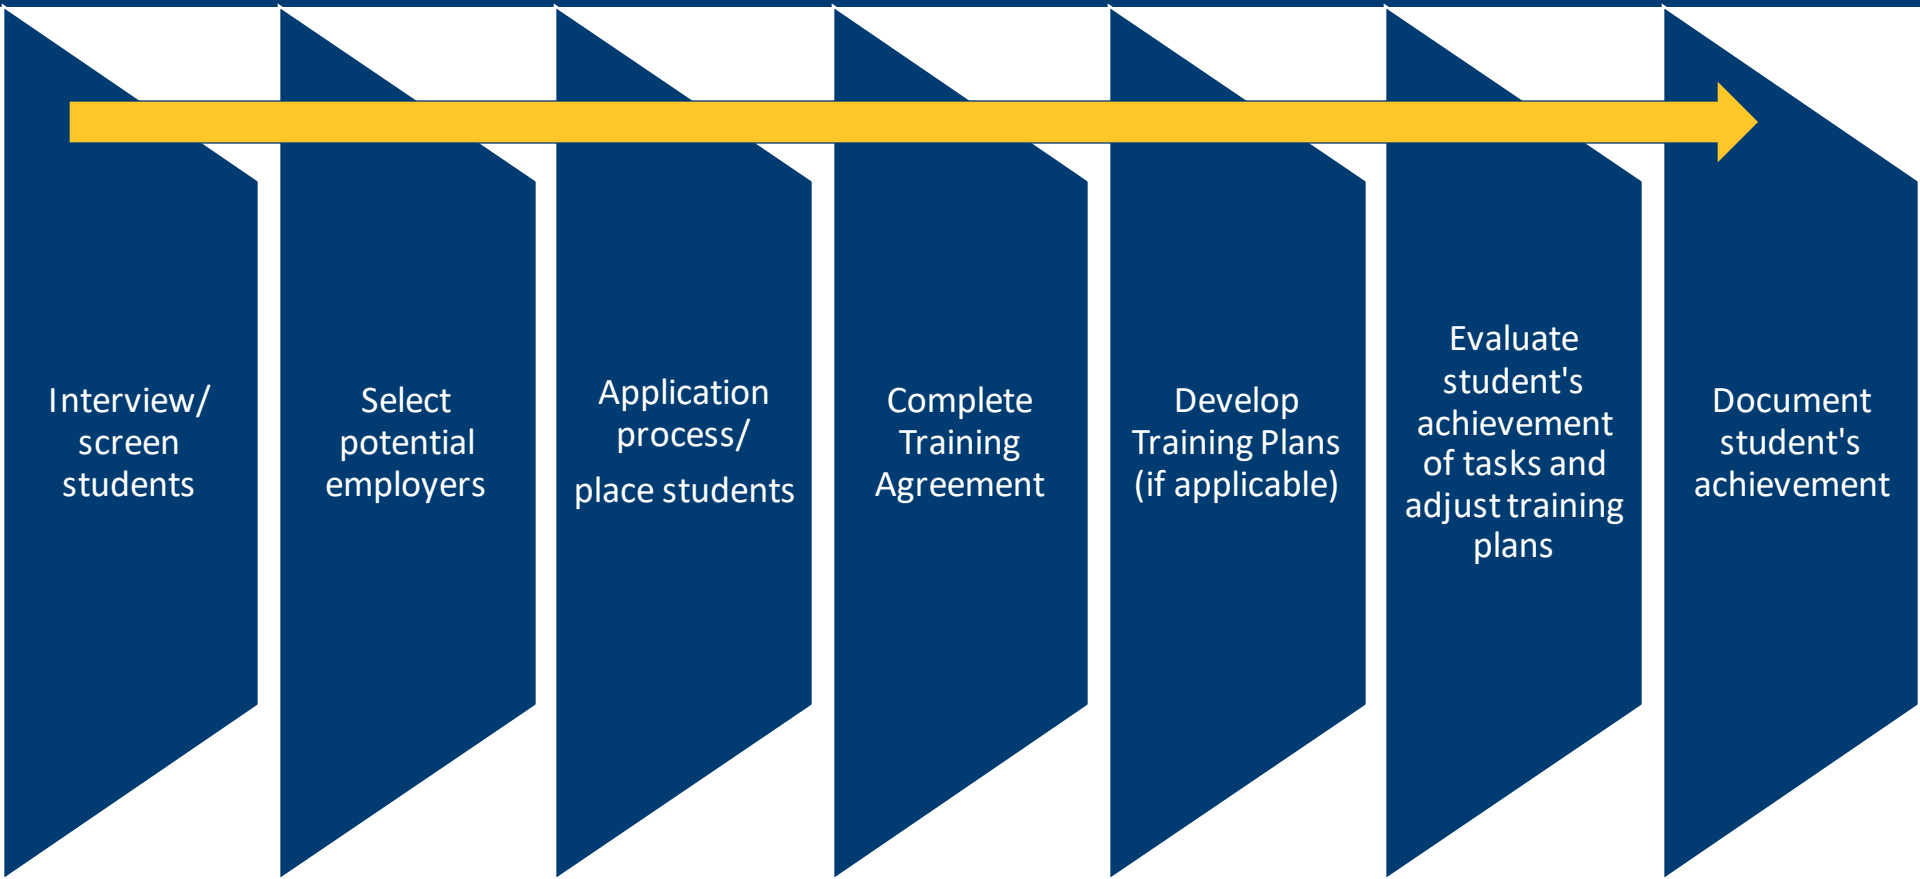 Interview/
screen
students
Select
potential
employers
Application
process/
place students
Complete
Training
Agreement
Develop
Training Plans
(if applicable)
Evaluate
student's
achievement
of tasks and
adjust training
plans
Document
student's
achievement